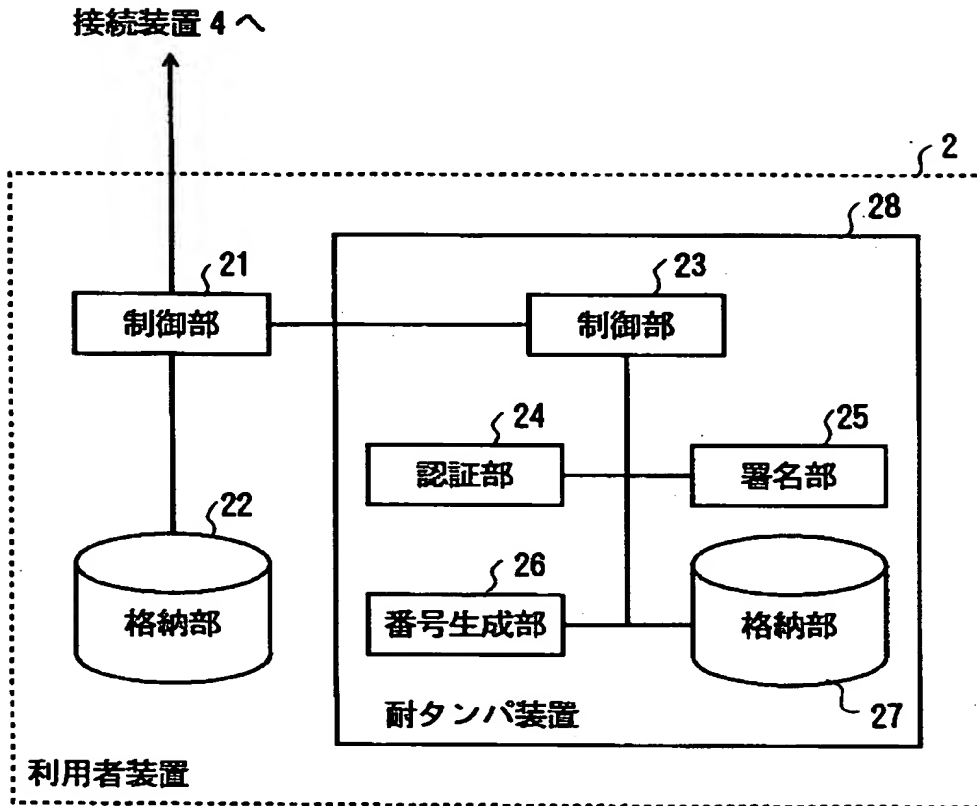 接続装置 4 へ
2
28
21
23
制御部
制御部
24
25
認証部
署名部
22
26
格納部
番号生成部
格納部
耐タンパ装置
27
利用者装置